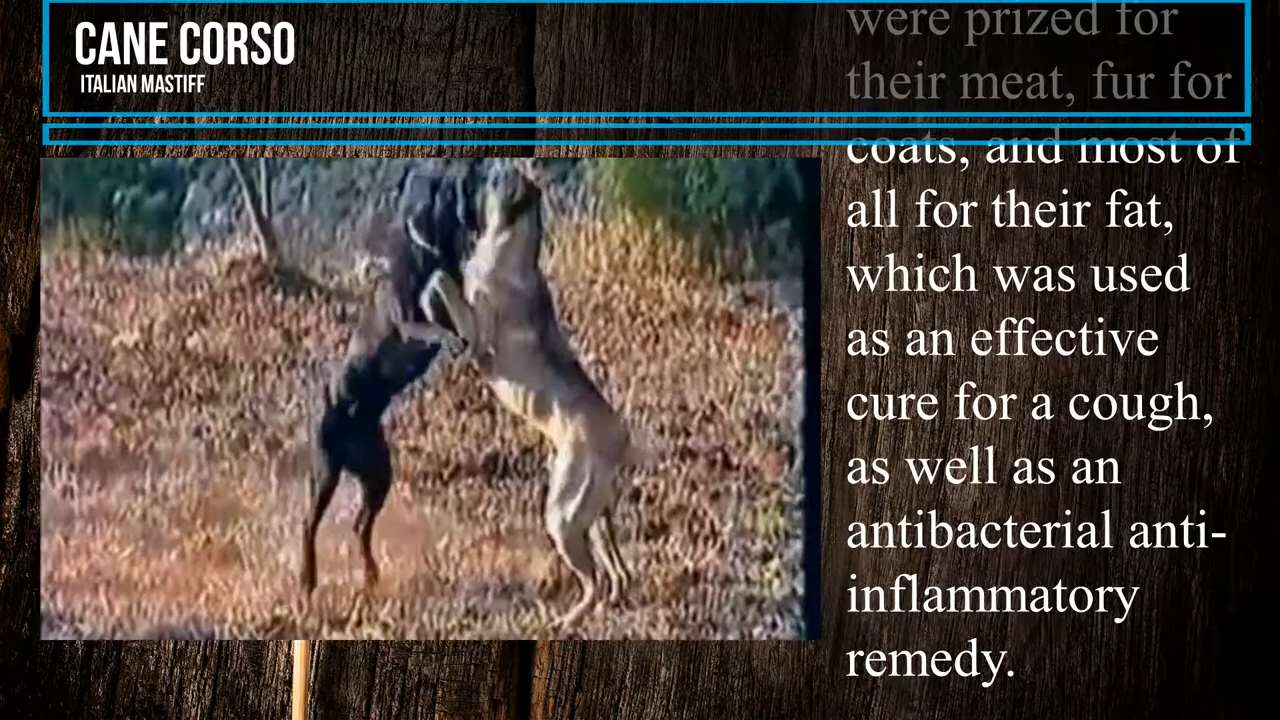 CANE CORSO
ITALIAN MASTIFF
were prized for
their meat, fur for
coats, and most of
all for their fat,
which was used
as an effective
cure for a cough,
as well as an
antibacterial anti-
inflammatory
remedy.